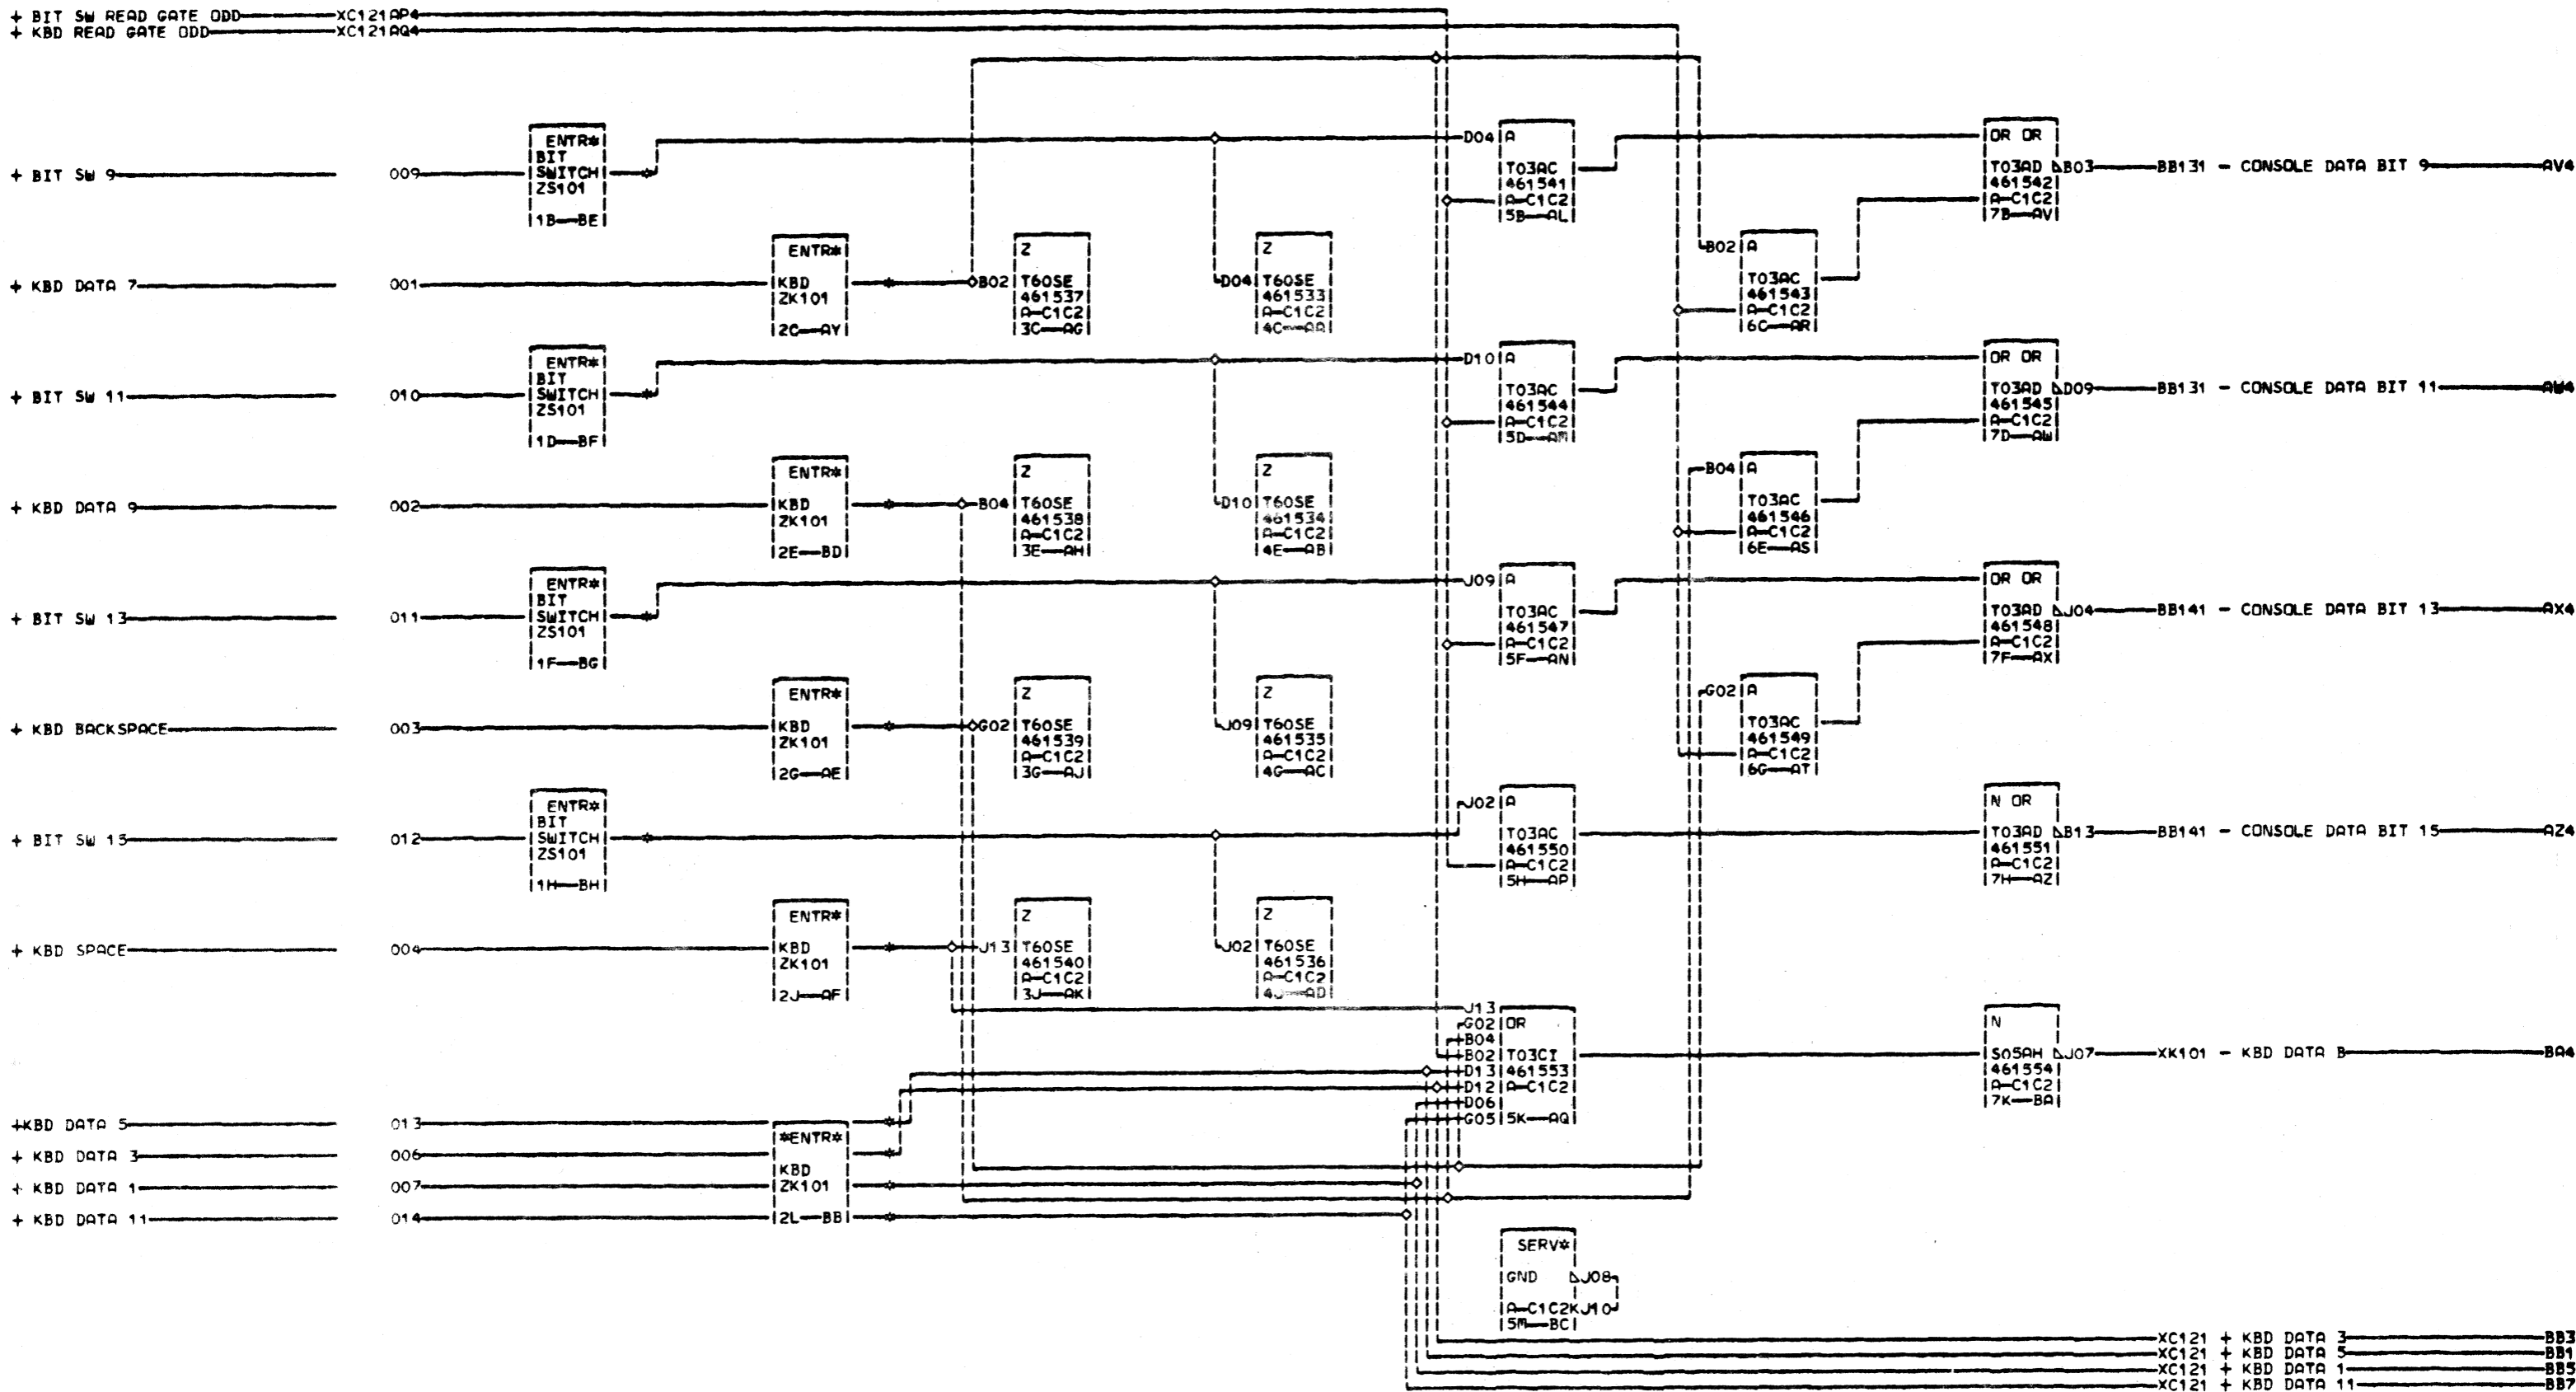 + BIT SW READ GATE ODD XC121AP4
+ KBD READ GATE ODD XC121AQ4
+ BIT SW 9 009
ENTR*
BIT
SWITCH
ZS101
1B BE
D04 A
T03AC
461541
A-C1C2
5B AL
OR OR
T03AD B03 BB131 - CONSOLE DATA BIT 9 AV4
461542
A-C1C2
7B AV
+ KBD DATA 7 001
ENTR*
KBD
ZK101
2C AY
Z
B02 T60SE
461537
A-C1C2
3C AG
Z
D04 T60SE
461533
A-C1C2
4C AA
B02 A
T03AC
461543
A-C1C2
6C AR
+ BIT SW 11 010
ENTR*
BIT
SWITCH
ZS101
1D BF
D10 A
T03AC
461544
A-C1C2
5D AM
OR OR
T03AD D09 BB131 - CONSOLE DATA BIT 11 AW4
461545
A-C1C2
7D AW
+ KBD DATA 9 002
ENTR*
KBD
ZK101
2E BD
Z
B04 T60SE
461538
A-C1C2
3E AH
Z
D10 T60SE
461534
A-C1C2
4E AB
B04 A
T03AC
461546
A-C1C2
6E AS
+ BIT SW 13 011
ENTR*
BIT
SWITCH
ZS101
1F BG
J09 A
T03AC
461547
A-C1C2
5F AN
OR OR
T03AD J04 BB141 - CONSOLE DATA BIT 13 AX4
461548
A-C1C2
7F AX
+ KBD BACKSPACE 003
ENTR*
KBD
ZK101
2G AE
Z
G02 T60SE
461539
A-C1C2
3G AJ
Z
J09 T60SE
461535
A-C1C2
4G AC
G02 A
T03AC
461549
A-C1C2
6G AT
+ BIT SW 15 012
ENTR*
BIT
SWITCH
ZS101
1H BH
J02 A
T03AC
461550
A-C1C2
5H AP
N OR
T03AD B13 BB141 - CONSOLE DATA BIT 15 AZ4
461551
A-C1C2
7H AZ
+ KBD SPACE 004
ENTR*
KBD
ZK101
2J AF
Z
J13 T60SE
461540
A-C1C2
3J AK
Z
J02 T60SE
461536
A-C1C2
4J AD
J13
G02 OR
B04
B02 T03CI
D13 461553
D12 A-C1C2
D06
G05 5K AQ
N
S05AH J07 XK101 - KBD DATA B BA4
461554
A-C1C2
7K BA
+KBD DATA 5 013
+ KBD DATA 3 006
+ KBD DATA 1 007
+ KBD DATA 11 014
*ENTR*
KBD
ZK101
2L BB
SERV*
GND J08
A-C1C2K J10
5M BC
XC121 + KBD DATA 3 BB3
XC121 + KBD DATA 5 BB1
XC121 + KBD DATA 1 BB5
XC121 + KBD DATA 11 BB7